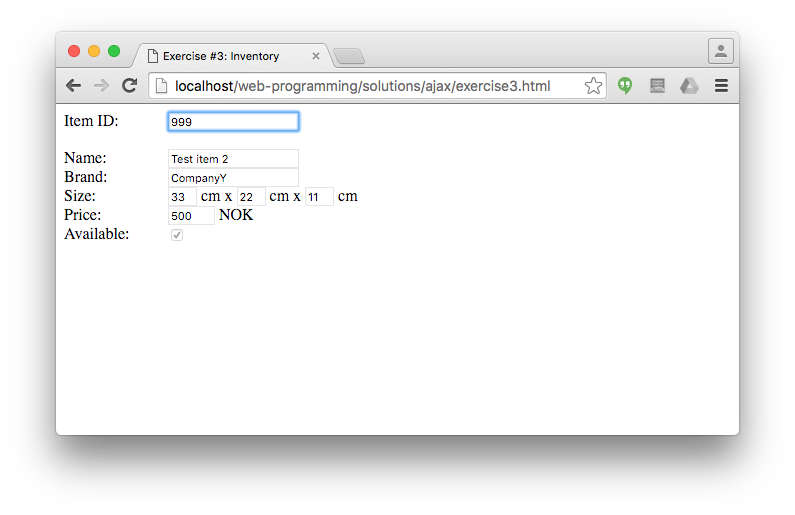 Exercise #3: Inventory
localhost/web-programming/solutions/ajax/exercise3.html
Item ID: 999
Name: Test item 2
Brand: CompanyY
Size: 33 cm x 22 cm x 11 cm
Price: 500 NOK
Available: